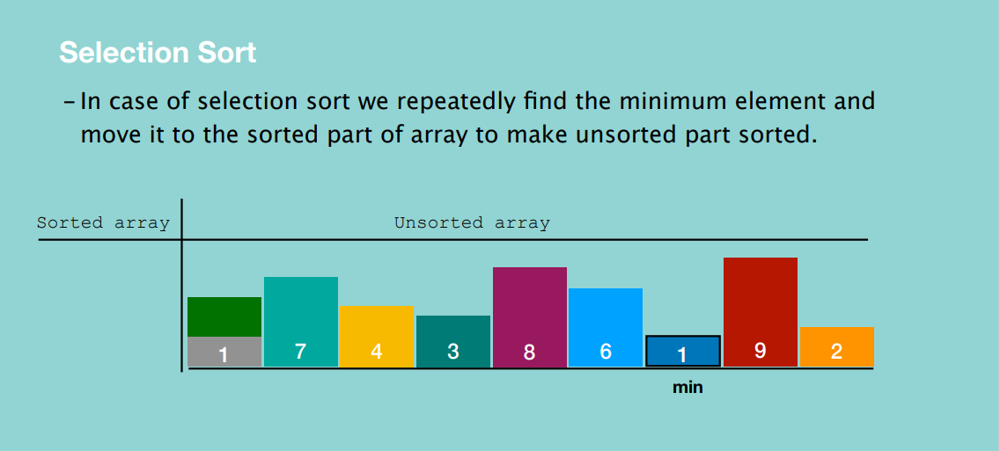 Selection Sort
– In case of selection sort we repeatedly find the minimum element and
move it to the sorted part of array to make unsorted part sorted.
Sorted array Unsorted array
1 7 4 3 8 6 1 9 2
min